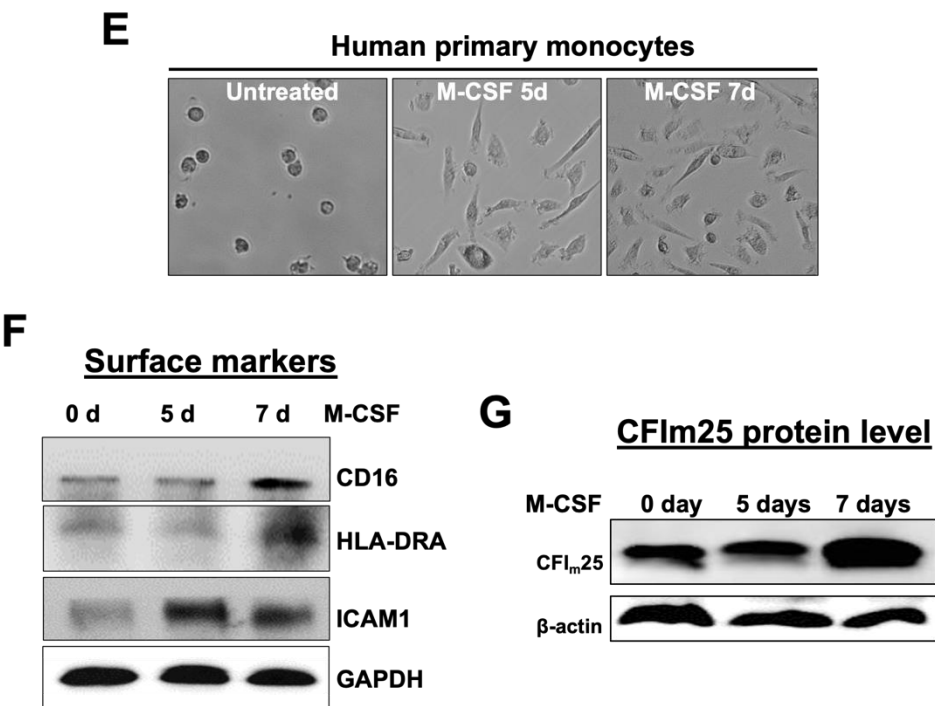 E
Human primary monocytes
Untreated M-CSF 5d M-CSF 7d
F
Surface markers
0 d 5 d 7 d M-CSF
CD16
HLA-DRA
ICAM1
GAPDH
G
CFIm25 protein level
M-CSF 0 day 5 days 7 days
CFIm25
β-actin